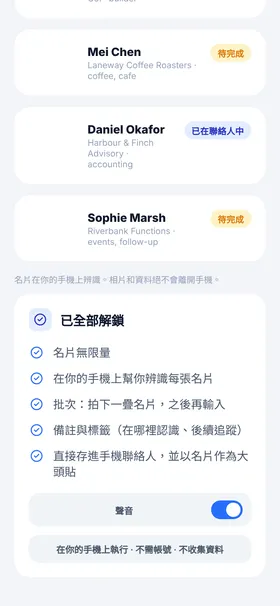 Mei Chen
待完成
Laneway Coffee Roasters ·
coffee, cafe
Daniel Okafor
已在聯絡人中
Harbour & Finch
Advisory ·
accounting
Sophie Marsh
待完成
Riverbank Functions ·
events, follow-up
名片在你的手機上辨識。相片和資料絕不會離開手機。
已全部解鎖
名片無限量
在你的手機上幫你辨識每張名片
批次：拍下一疊名片，之後再輸入
備註與標籤（在哪裡認識、後續追蹤）
直接存進手機聯絡人，並以名片作為大
頭貼
聲音
在你的手機上執行 · 不需帳號 · 不收集資料